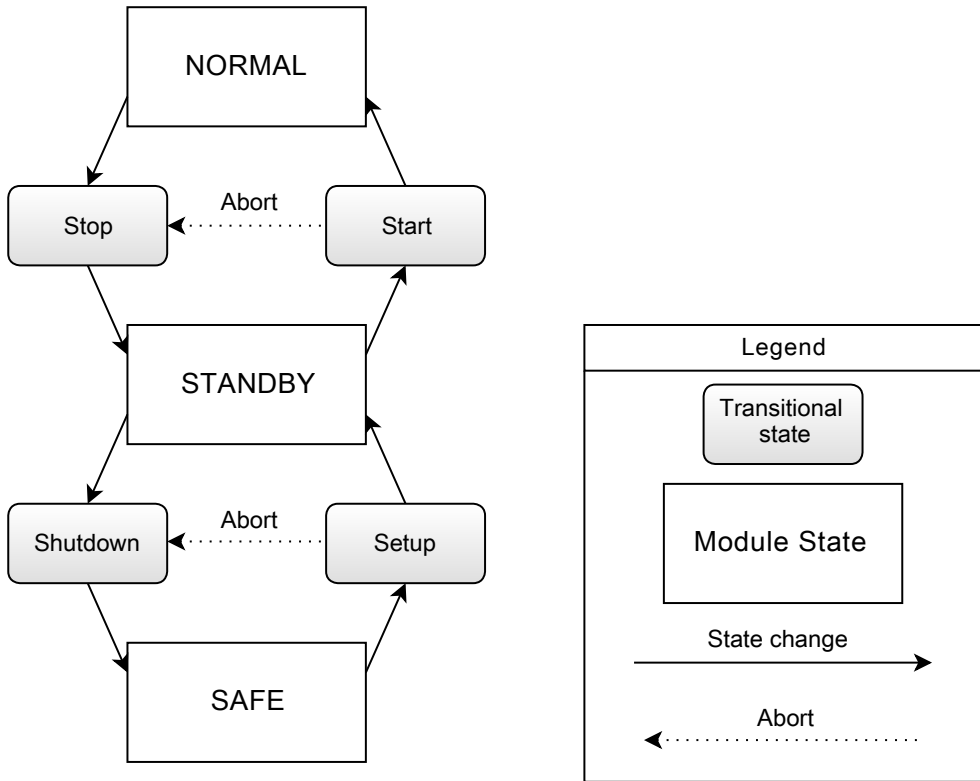 NORMAL
Abort
Stop
Start
STANDBY
Abort
Shutdown
Setup
SAFE
Legend
Transitional
state
Module State
State change
Abort